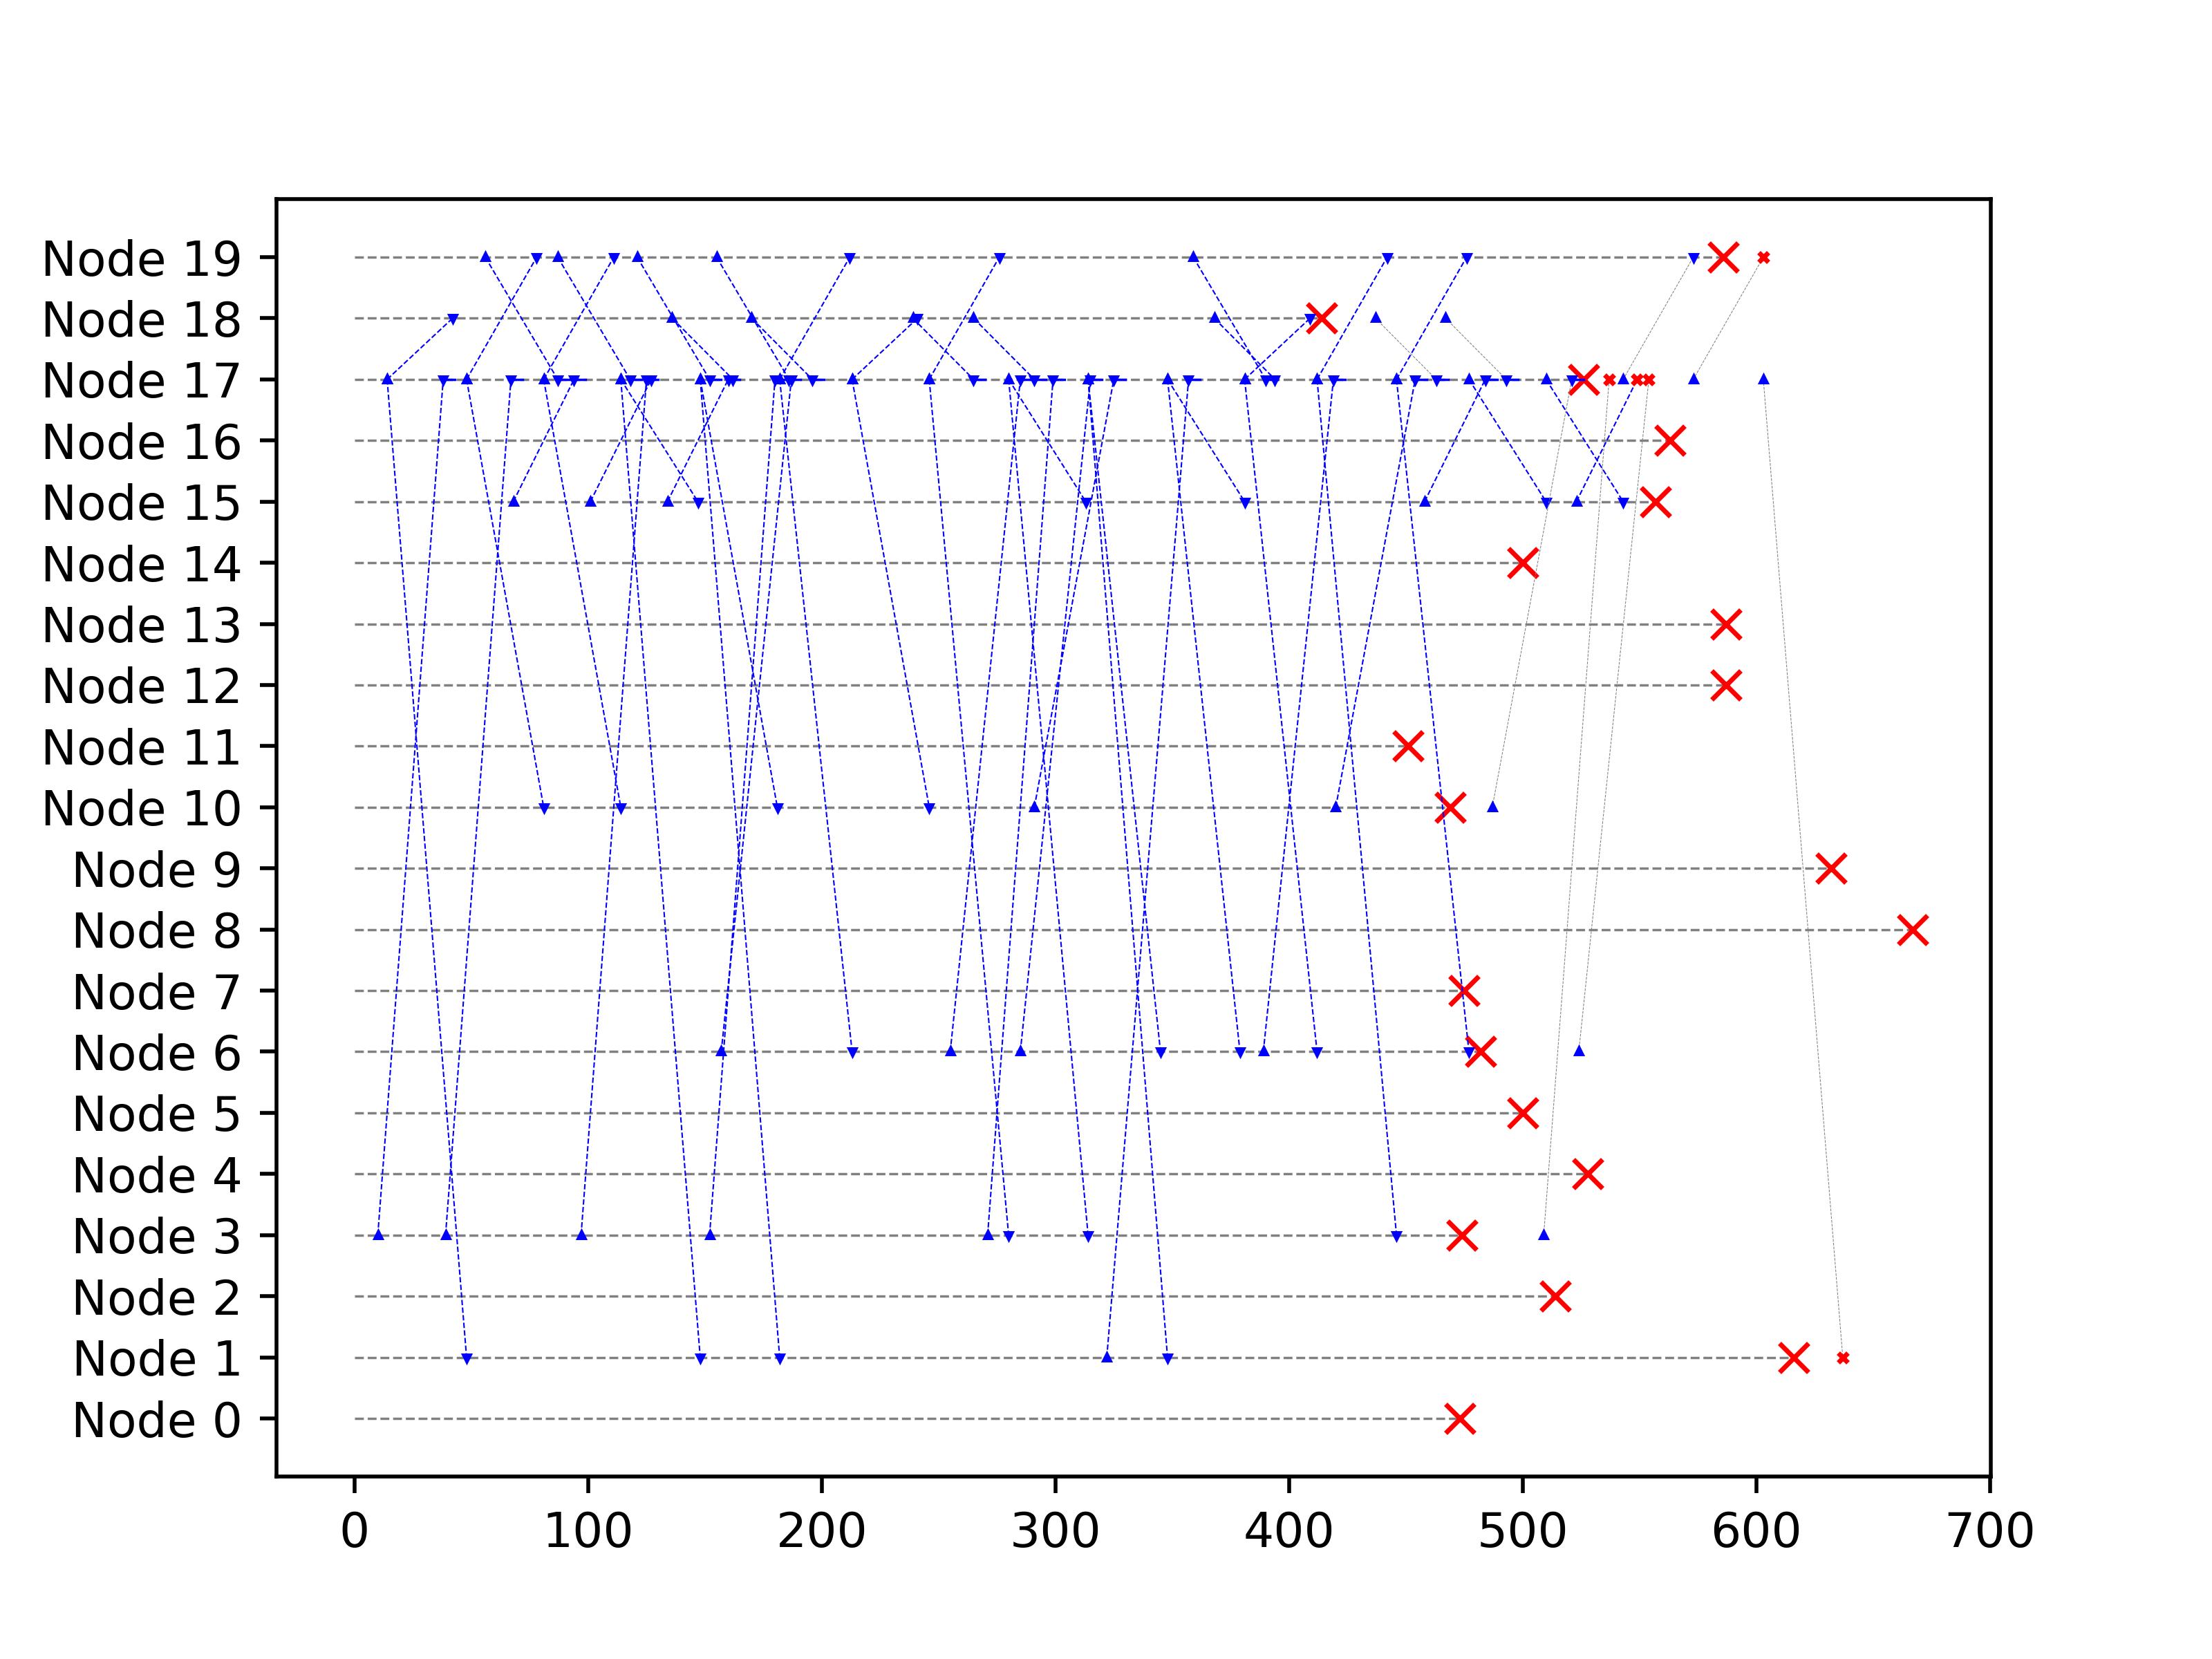 Node 19
Node 18
Node 17
Node 16
Node 15
Node 14
Node 13
Node 12
Node 11
Node 10
Node 9
Node 8
Node 7
Node 6
Node 5
Node 4
Node 3
Node 2
Node 1
Node 0
0 100 200 300 400 500 600 700